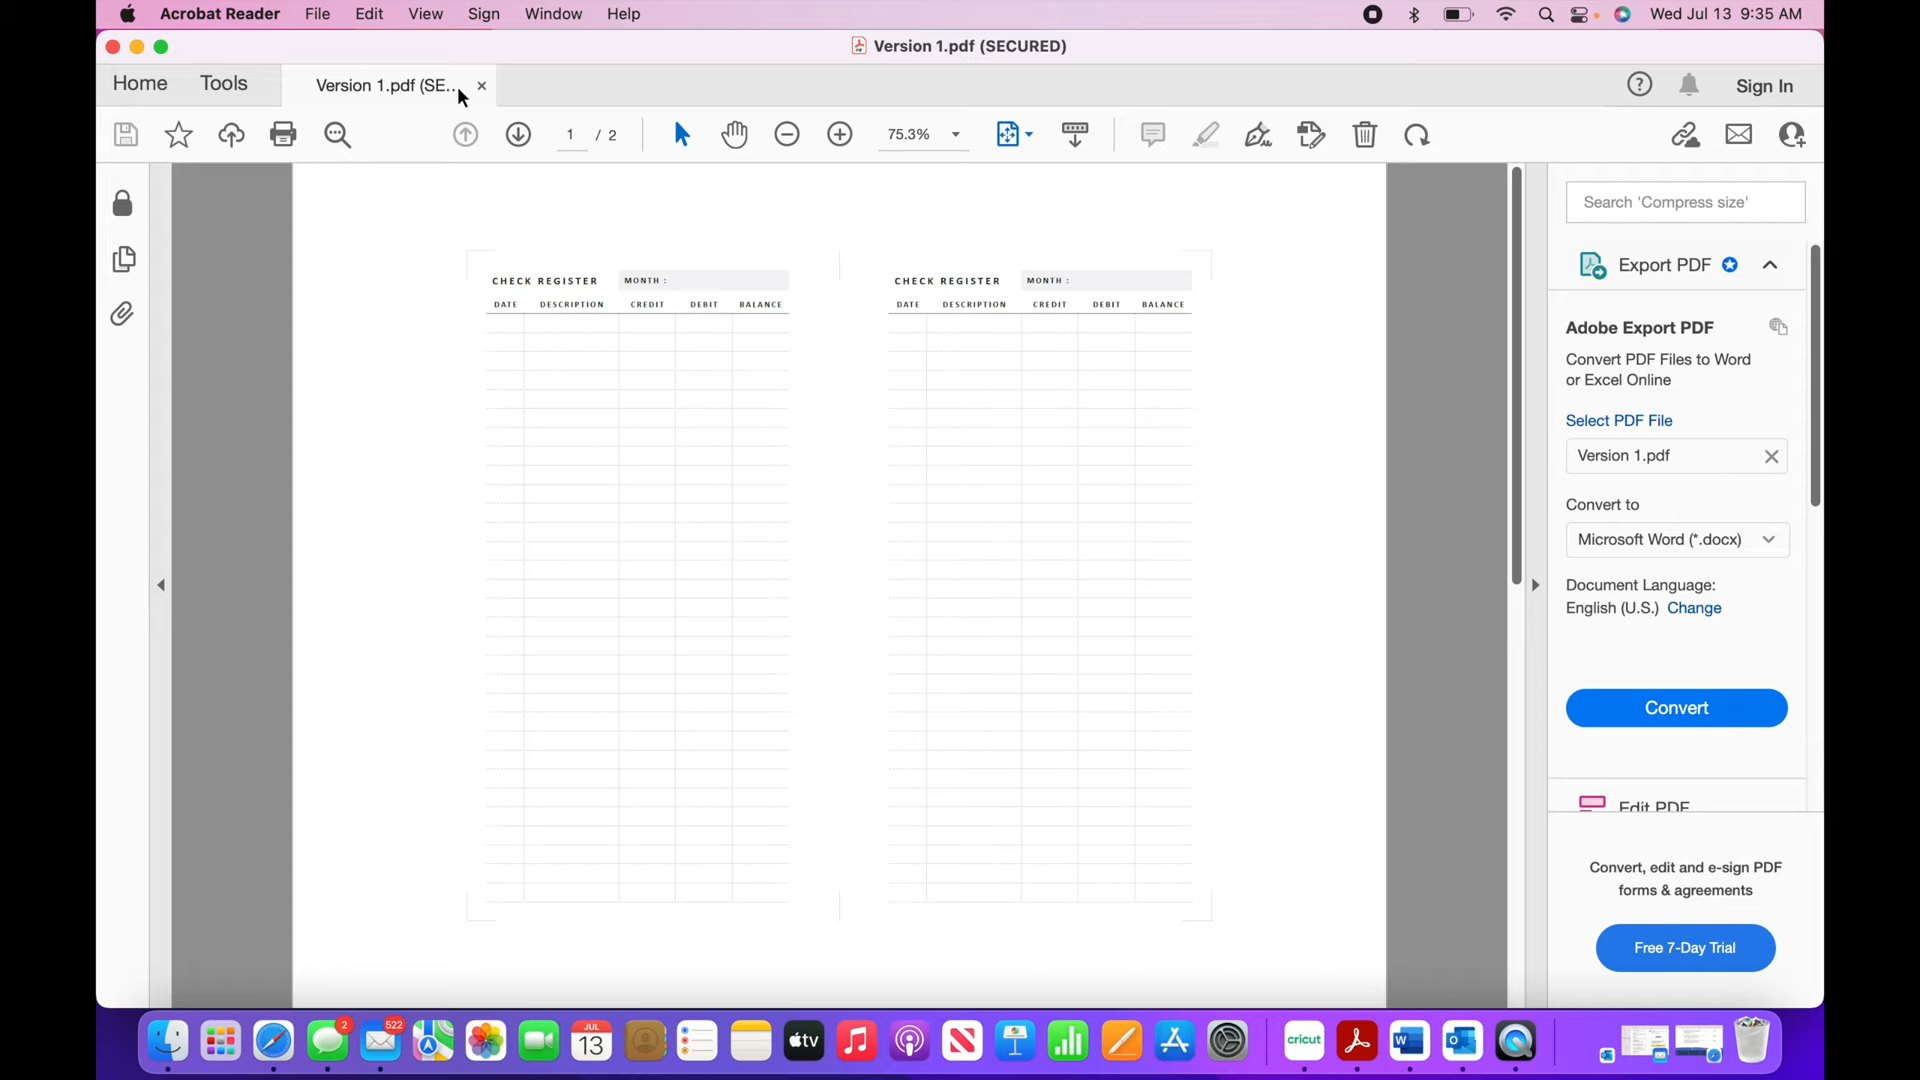 Acrobat Reader File Edit View Sign Window Help Wed Jul 13 9:35 AM
Version 1.pdf (SECURED)
Home Tools Version 1.pdf (SE... Sign In
1 / 2 75.3%
Search 'Compress size'
CHECK REGISTER MONTH :
DATE DESCRIPTION CREDIT DEBIT BALANCE
CHECK REGISTER MONTH :
DATE DESCRIPTION CREDIT DEBIT BALANCE
Export PDF
Adobe Export PDF
Convert PDF Files to Word
or Excel Online
Select PDF File
Version 1.pdf
Convert to
Microsoft Word (*.docx)
Document Language:
English (U.S.) Change
Convert
Edit PDF
Convert, edit and e-sign PDF
forms & agreements
Free 7-Day Trial
2
522
JUL
13
tv
cricut